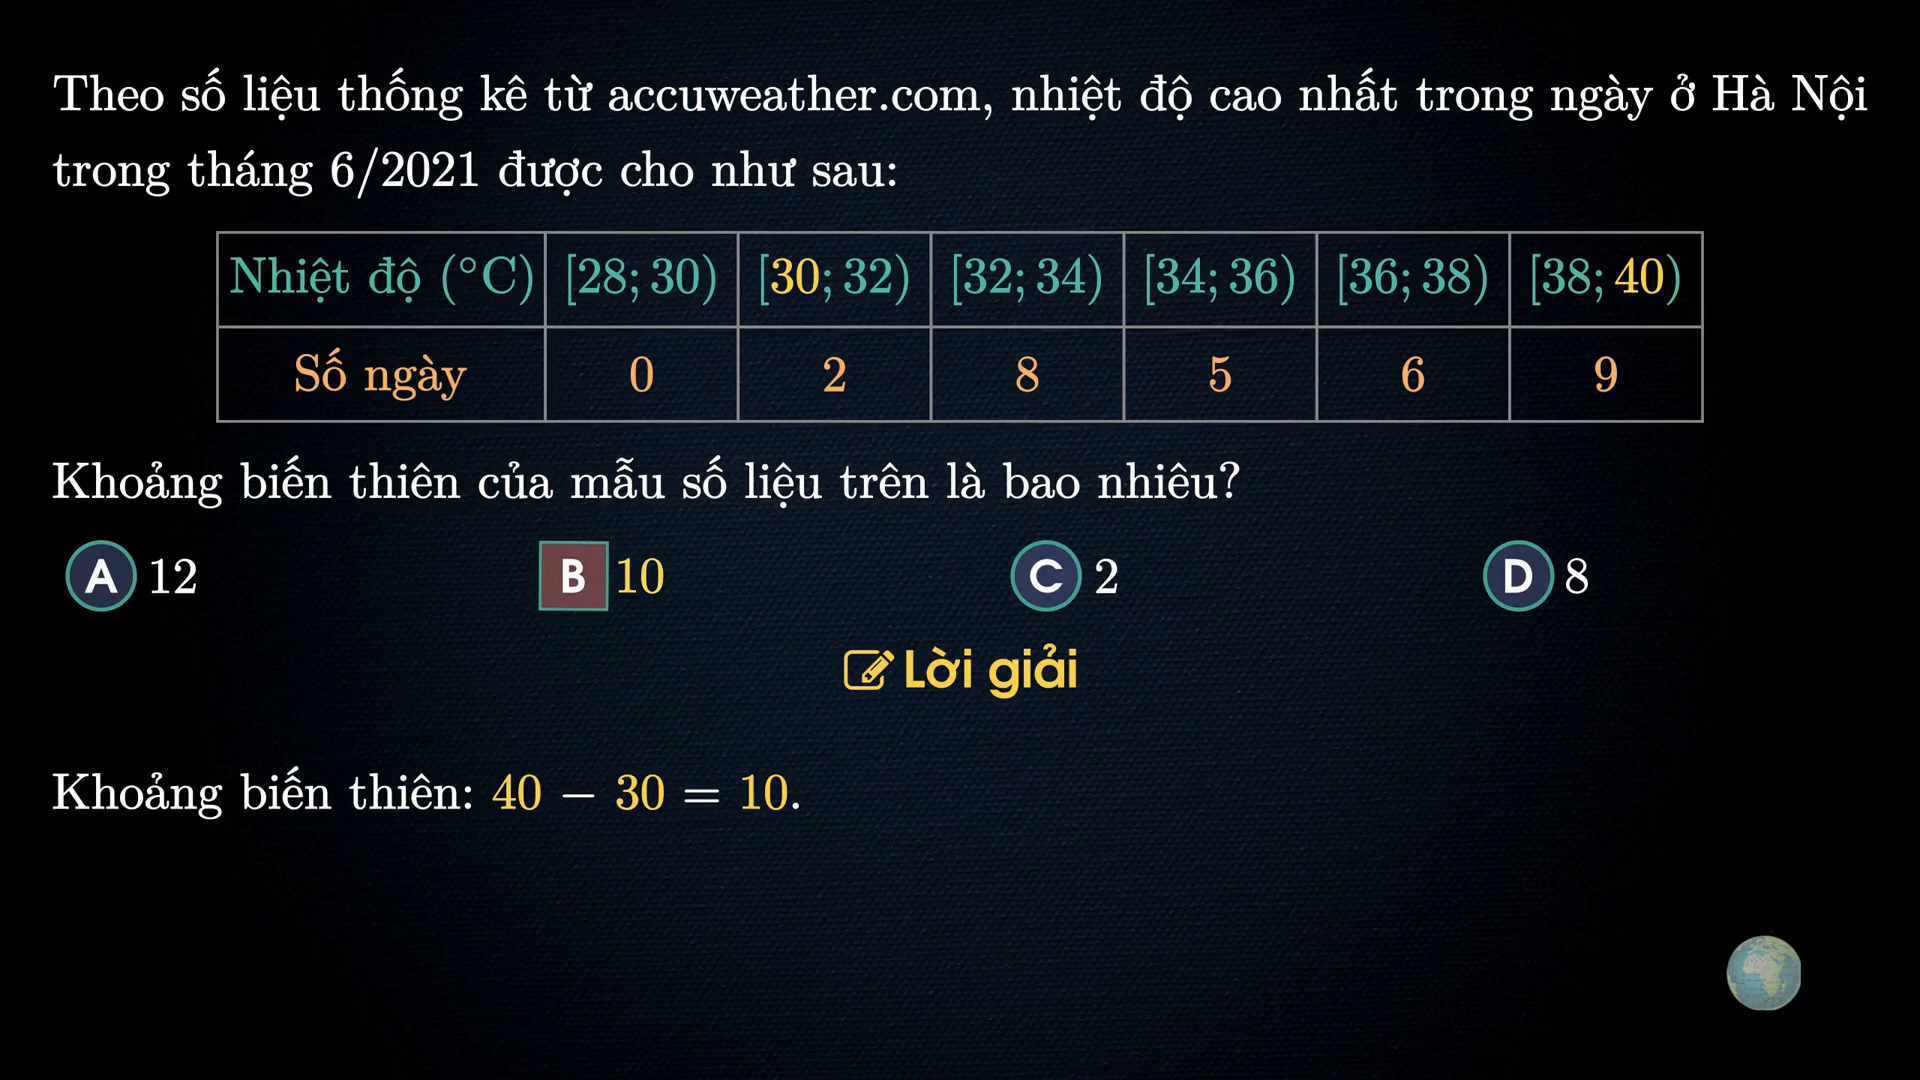 Theo số liệu thống kê từ accuweather.com, nhiệt độ cao nhất trong ngày ở Hà Nội
trong tháng 6/2021 được cho như sau:
Nhiệt độ (°C) [28; 30) [30; 32) [32; 34) [34; 36) [36; 38) [38; 40)
Số ngày 0 2 8 5 6 9
Khoảng biến thiên của mẫu số liệu trên là bao nhiêu?
A 12 B 10 C 2 D 8
Lời giải
Khoảng biến thiên: 40 − 30 = 10.